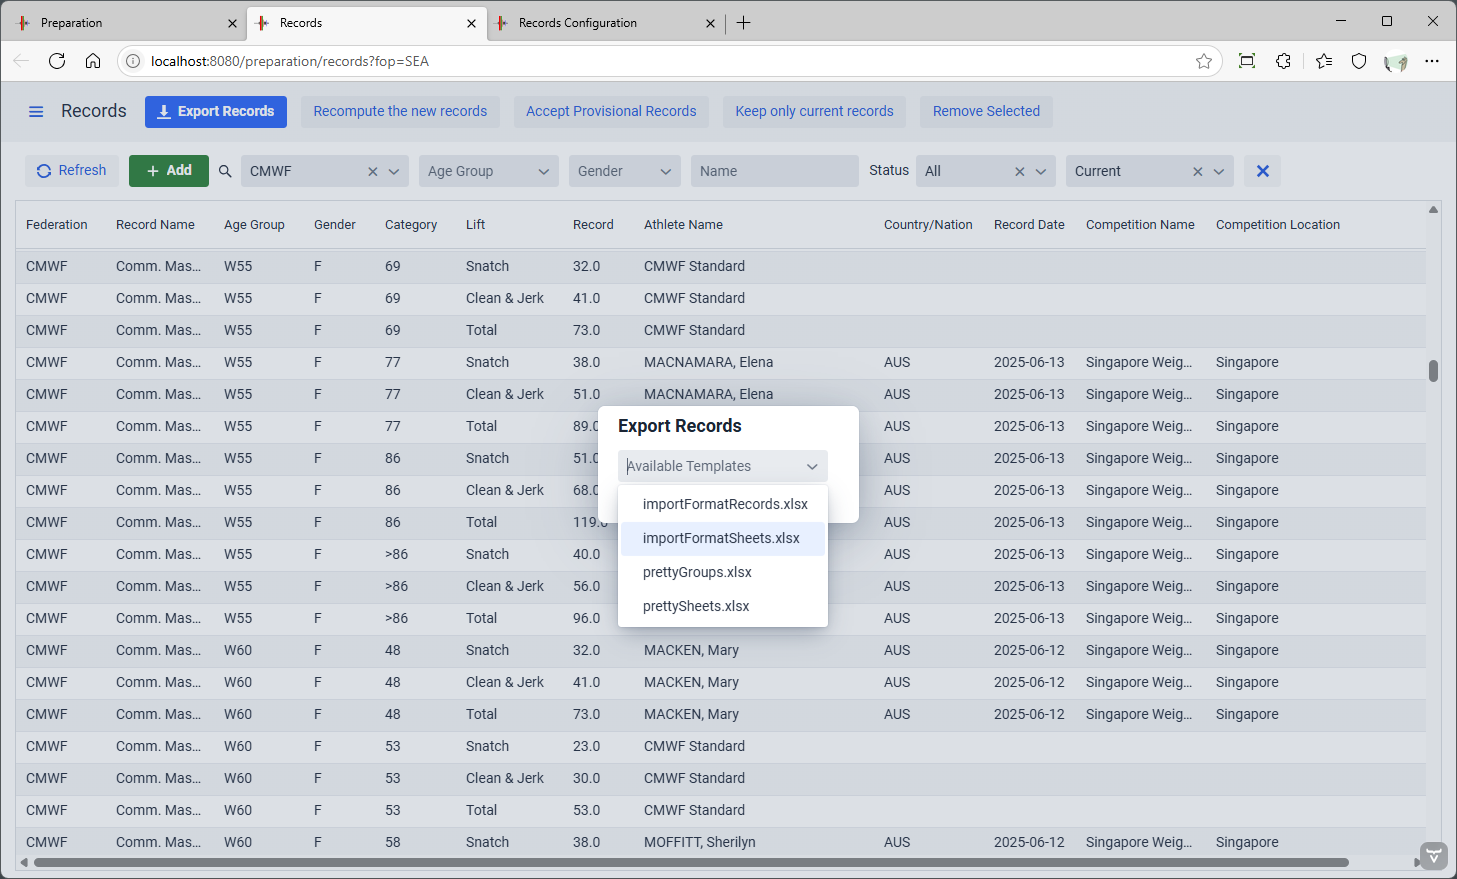 Preparation
Records
Records Configuration
localhost:8080/preparation/records?fop=SEA
Records
Export Records
Recompute the new records
Accept Provisional Records
Keep only current records
Remove Selected
Refresh
Add
CMWF
Age Group
Gender
Name
Status
All
Current
Federation Record Name Age Group Gender Category Lift Record Athlete Name Country/Nation Record Date Competition Name Competition Location
CMWF Comm. Mas... W55 F 69 Snatch 32.0 CMWF Standard
CMWF Comm. Mas... W55 F 69 Clean & Jerk 41.0 CMWF Standard
CMWF Comm. Mas... W55 F 69 Total 73.0 CMWF Standard
CMWF Comm. Mas... W55 F 77 Snatch 38.0 MACNAMARA, Elena AUS 2025-06-13 Singapore Weig... Singapore
CMWF Comm. Mas... W55 F 77 Clean & Jerk 51.0 MACNAMARA, Elena AUS 2025-06-13 Singapore Weig... Singapore
CMWF Comm. Mas... W55 F 77 Total 89.0 AUS 2025-06-13 Singapore Weig... Singapore
CMWF Comm. Mas... W55 F 86 Snatch 51.0 AUS 2025-06-13 Singapore Weig... Singapore
CMWF Comm. Mas... W55 F 86 Clean & Jerk 68.0 AUS 2025-06-13 Singapore Weig... Singapore
CMWF Comm. Mas... W55 F 86 Total 119.0 AUS 2025-06-13 Singapore Weig... Singapore
CMWF Comm. Mas... W55 F >86 Snatch 40.0 AUS 2025-06-13 Singapore Weig... Singapore
CMWF Comm. Mas... W55 F >86 Clean & Jerk 56.0 AUS 2025-06-13 Singapore Weig... Singapore
CMWF Comm. Mas... W55 F >86 Total 96.0 AUS 2025-06-13 Singapore Weig... Singapore
CMWF Comm. Mas... W60 F 48 Snatch 32.0 MACKEN, Mary AUS 2025-06-12 Singapore Weig... Singapore
CMWF Comm. Mas... W60 F 48 Clean & Jerk 41.0 MACKEN, Mary AUS 2025-06-12 Singapore Weig... Singapore
CMWF Comm. Mas... W60 F 48 Total 73.0 MACKEN, Mary AUS 2025-06-12 Singapore Weig... Singapore
CMWF Comm. Mas... W60 F 53 Snatch 23.0 CMWF Standard
CMWF Comm. Mas... W60 F 53 Clean & Jerk 30.0 CMWF Standard
CMWF Comm. Mas... W60 F 53 Total 53.0 CMWF Standard
CMWF Comm. Mas... W60 F 58 Snatch 38.0 MOFFITT, Sherilyn AUS 2025-06-12 Singapore Weig... Singapore
Export Records
Available Templates
importFormatRecords.xlsx
importFormatSheets.xlsx
prettyGroups.xlsx
prettySheets.xlsx